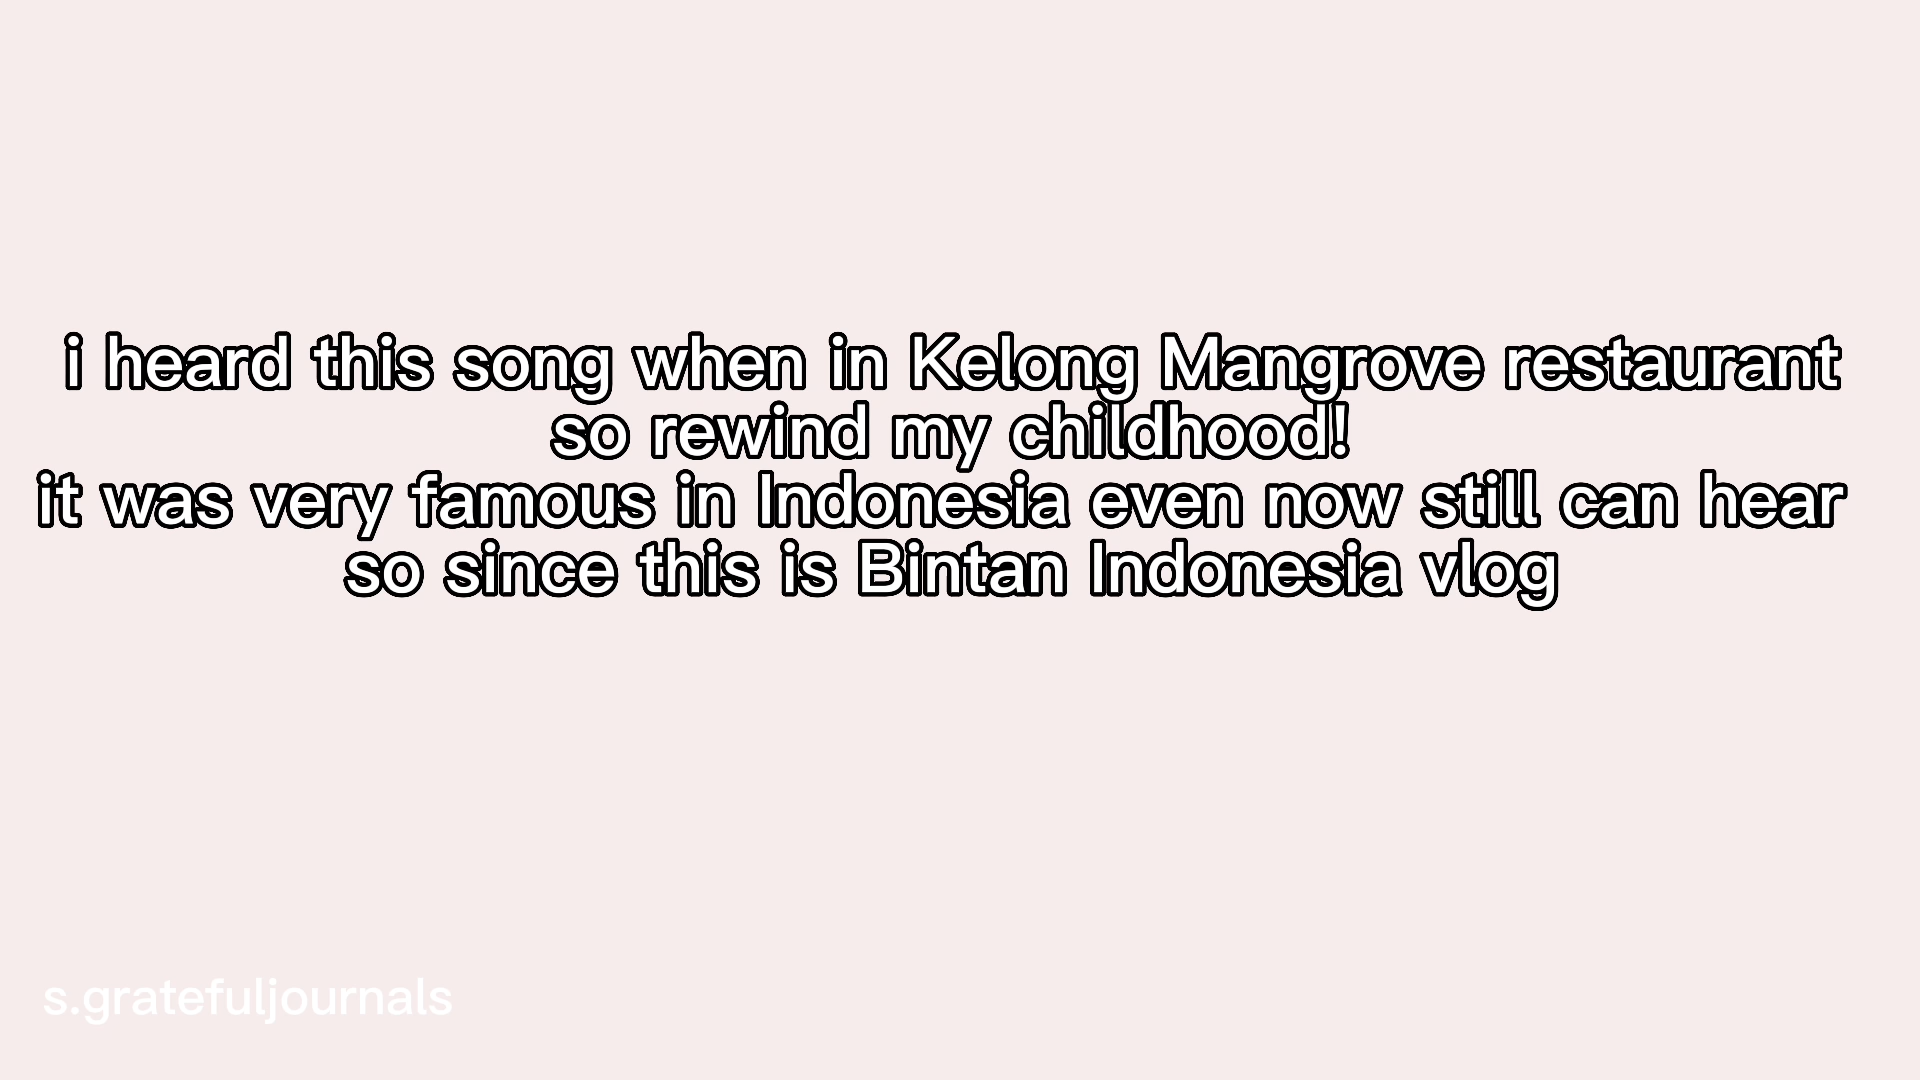 i heard this song when in Kelong Mangrove restaurant
so rewind my childhood!
it was very famous in Indonesia even now still can hear
so since this is Bintan Indonesia vlog
s.gratefuljournals